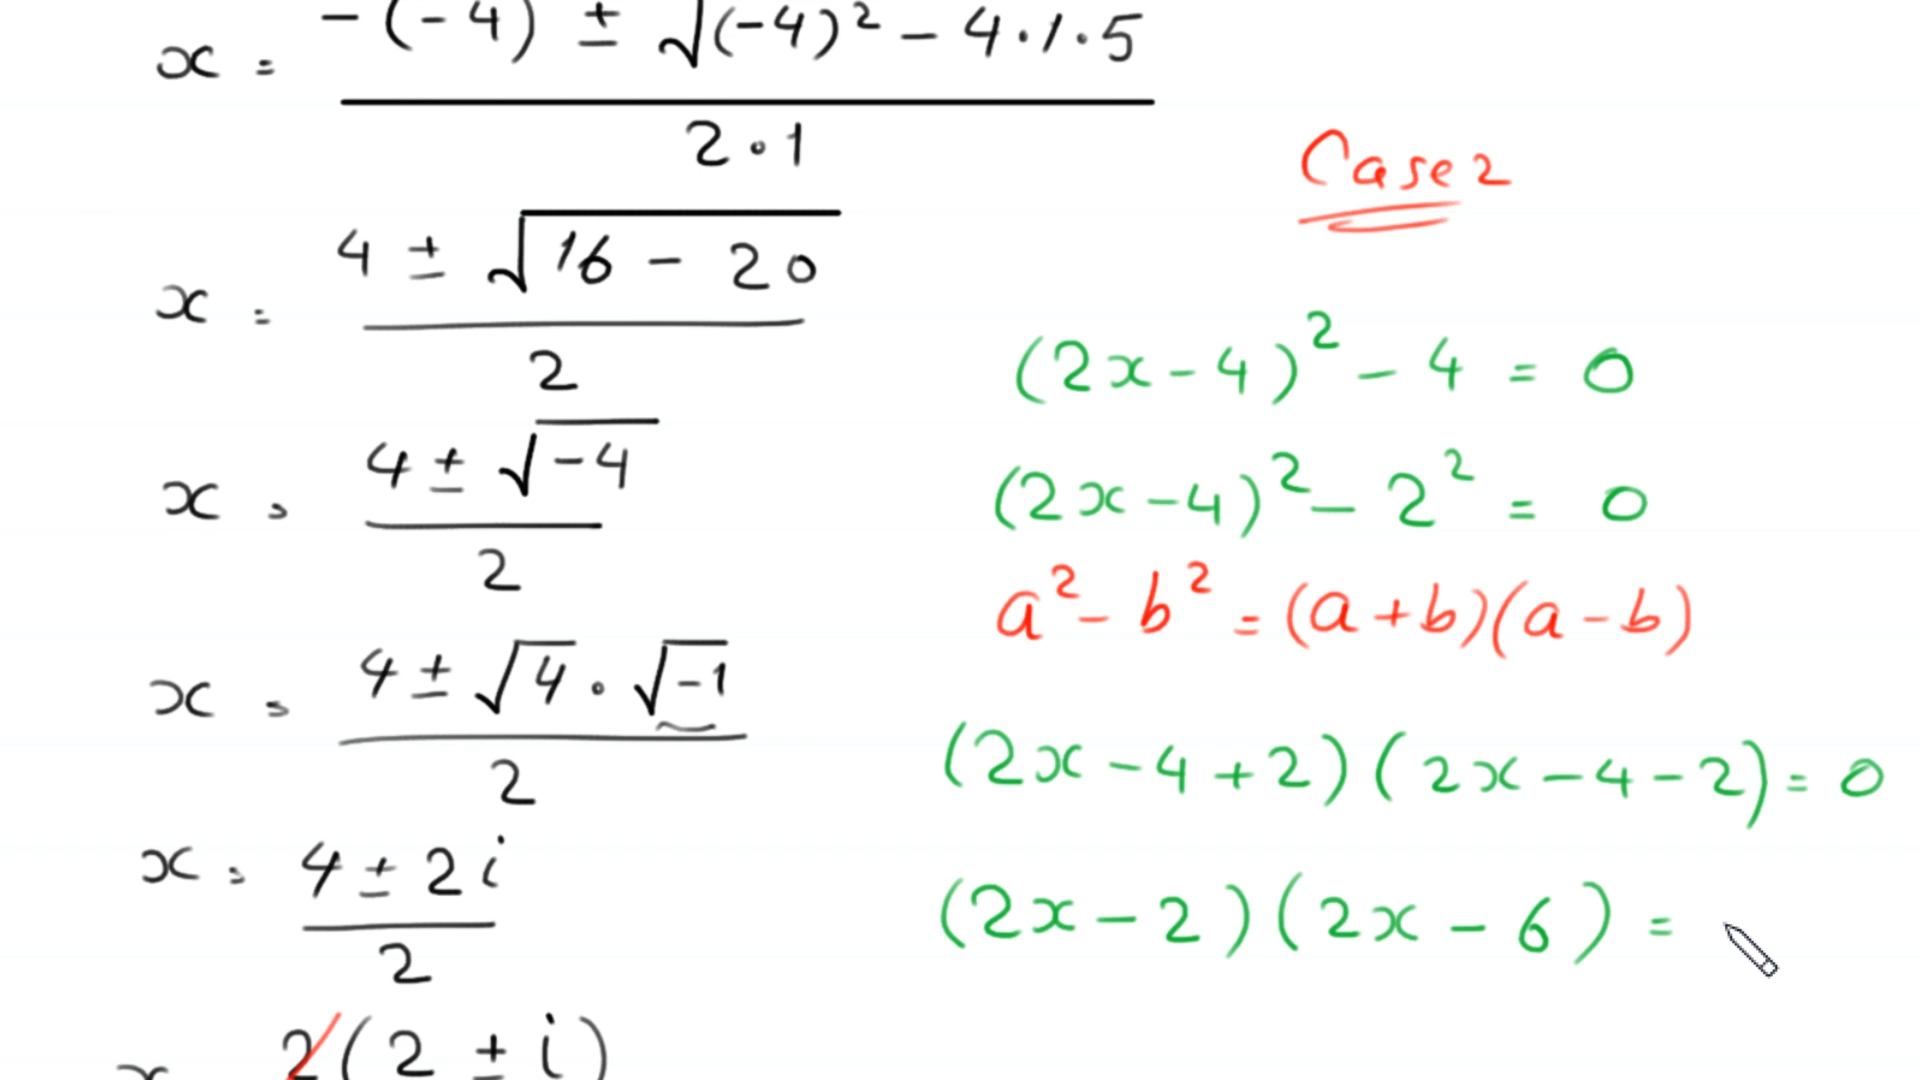 x = (-(-4) ± √((-4)² - 4·1·5)) / (2·1)
x = (4 ± √(16 - 20)) / 2
x = (4 ± √(-4)) / 2
x = (4 ± √4 · √-1) / 2
x = (4 ± 2i) / 2
x 2(2 ± i)
Case 2
(2x-4)² - 4 = 0
(2x-4)² - 2² = 0
a² - b² = (a+b)(a-b)
(2x-4+2)(2x-4-2) = 0
(2x-2)(2x-6) =